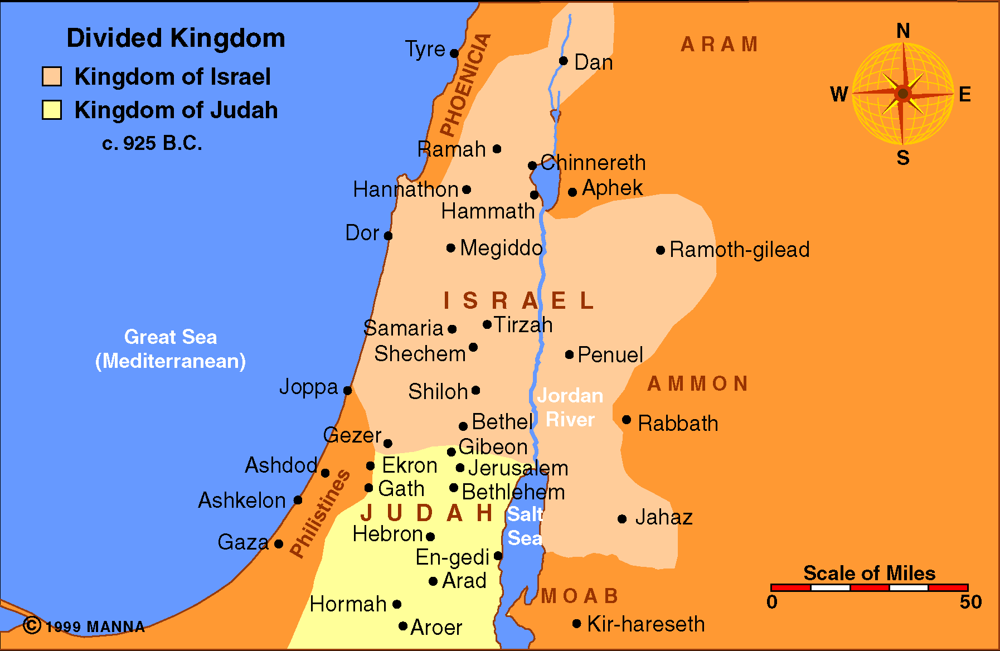 Divided Kingdom
Kingdom of Israel
Kingdom of Judah
c. 925 B.C.
N
W
E
S
ARAM
PHOENICIA
Tyre
Dan
Ramah
Chinnereth
Hannathon
Aphek
Hammath
Dor
Megiddo
Ramoth-gilead
ISRAEL
Samaria
Tirzah
Shechem
Penuel
Great Sea
(Mediterranean)
Joppa
Shiloh
Jordan
River
AMMON
Bethel
Rabbath
Gezer
Gibeon
Ashdod
Ekron
Jerusalem
Gath
Bethlehem
Ashkelon
Philistines
JUDAH
Salt
Sea
Jahaz
Hebron
Gaza
En-gedi
Arad
Scale of Miles
0
50
MOAB
Hormah
Kir-hareseth
Aroer
© 1999 MANNA